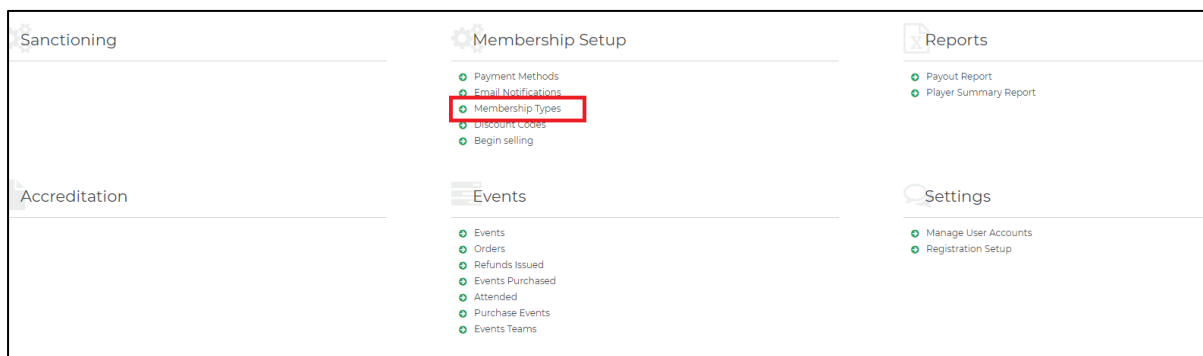 Sanctioning
Membership Setup
Payment Methods
Email Notifications
Membership Types
Discount Codes
Begin selling
Reports
Payout Report
Player Summary Report
Accreditation
Events
Events
Orders
Refunds Issued
Events Purchased
Attended
Purchase Events
Events Teams
Settings
Manage User Accounts
Registration Setup